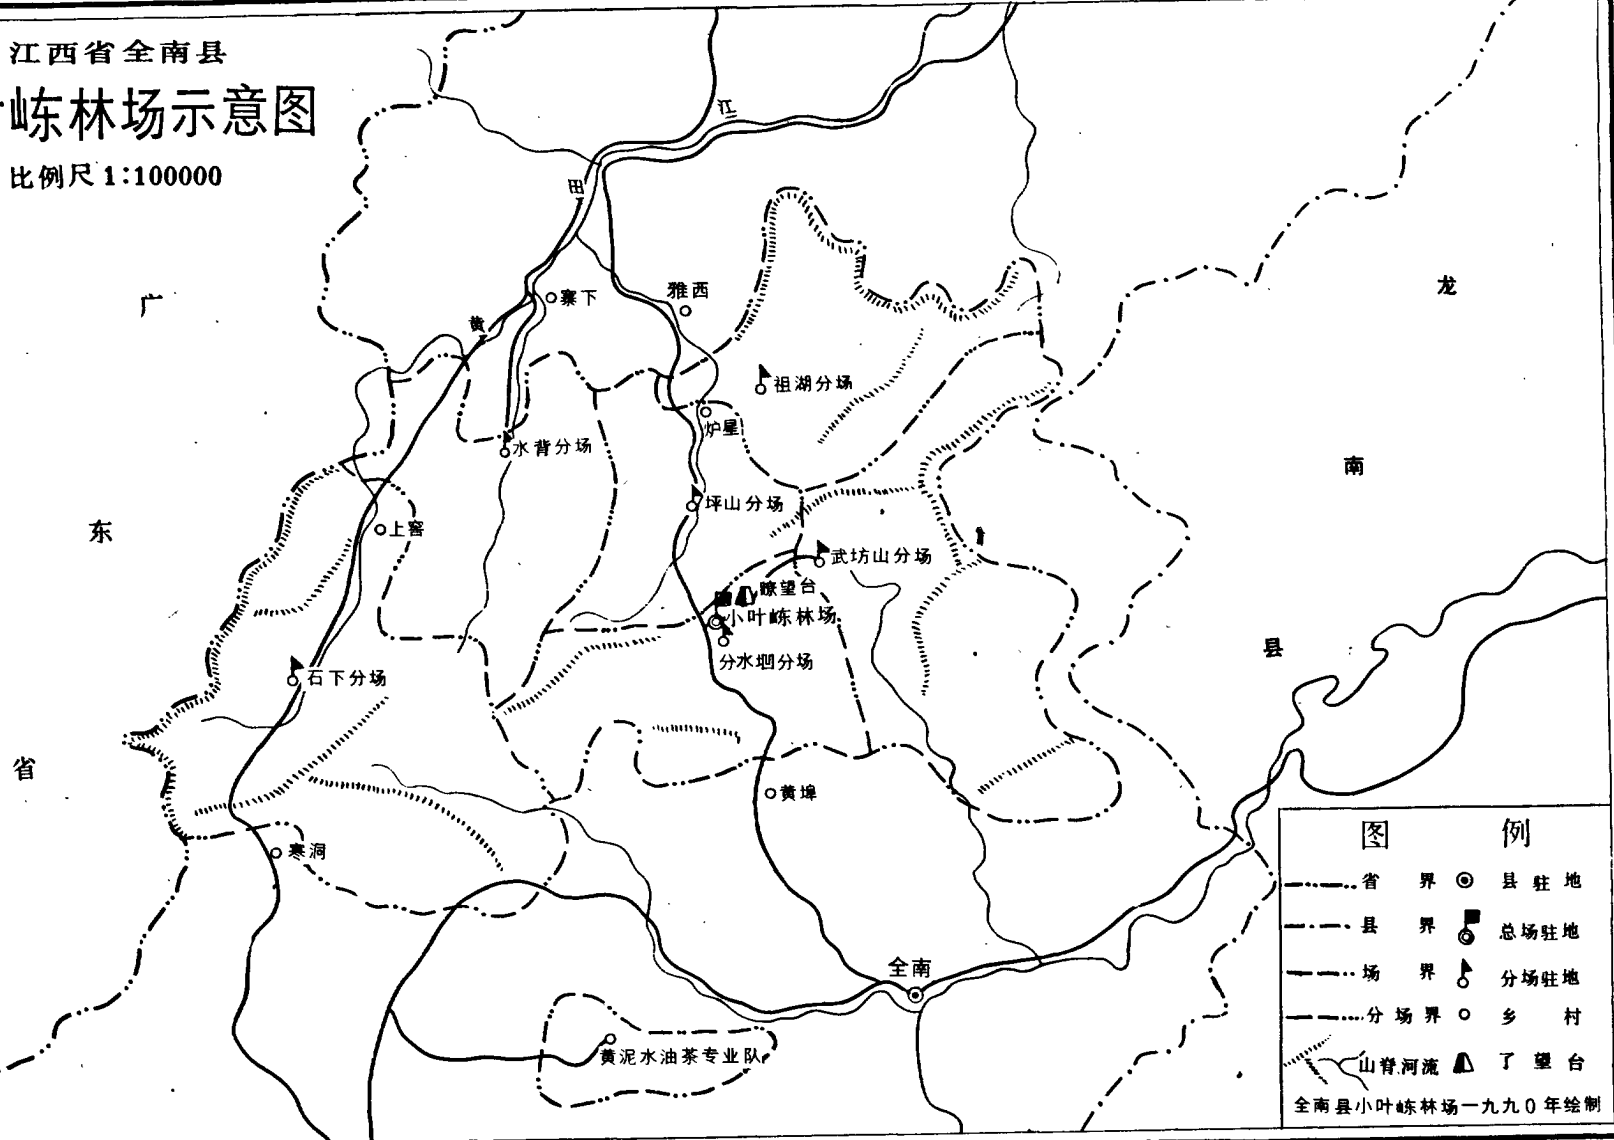 江西省全南县
岽林场示意图
比例尺 1:100000
江
田
黄
寨下
雅西
广
龙
祖湖分场
炉星
水背分场
南
坪山分场
东
上窖
武坊山分场
瞭望台
小叶岽林场
县
分水坳分场
石下分场
省
黄埠
寒洞
全南
黄泥水油茶专业队
图 例
省界 县驻地
县界 总场驻地
场界 分场驻地
分场界 乡村
山脊河流 了望台
全南县小叶岽林场一九九〇年绘制